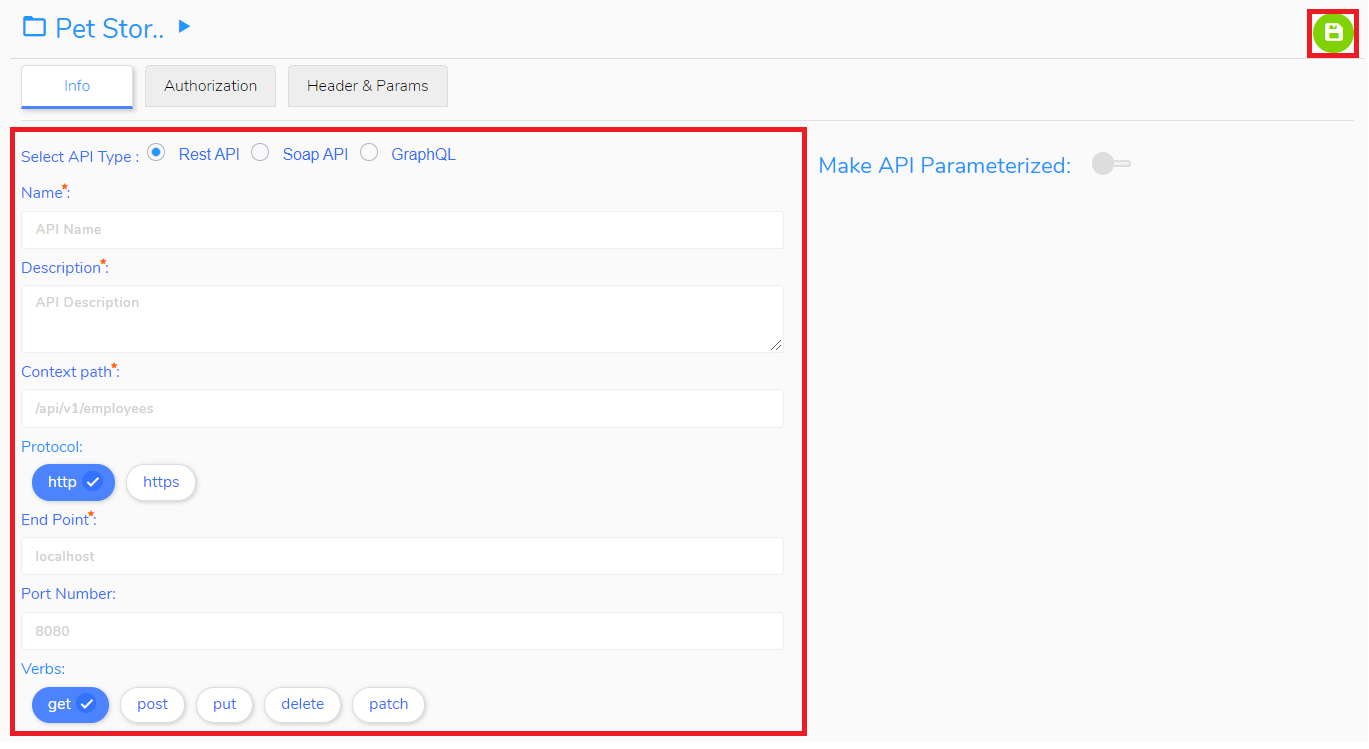 Pet Stor..
Info Authorization Header & Params
Select API Type : Rest API Soap API GraphQL
Make API Parameterized:
Name*:
API Name
Description*:
API Description
Context path*:
/api/v1/employees
Protocol:
http https
End Point*:
localhost
Port Number:
8080
Verbs:
get post put delete patch